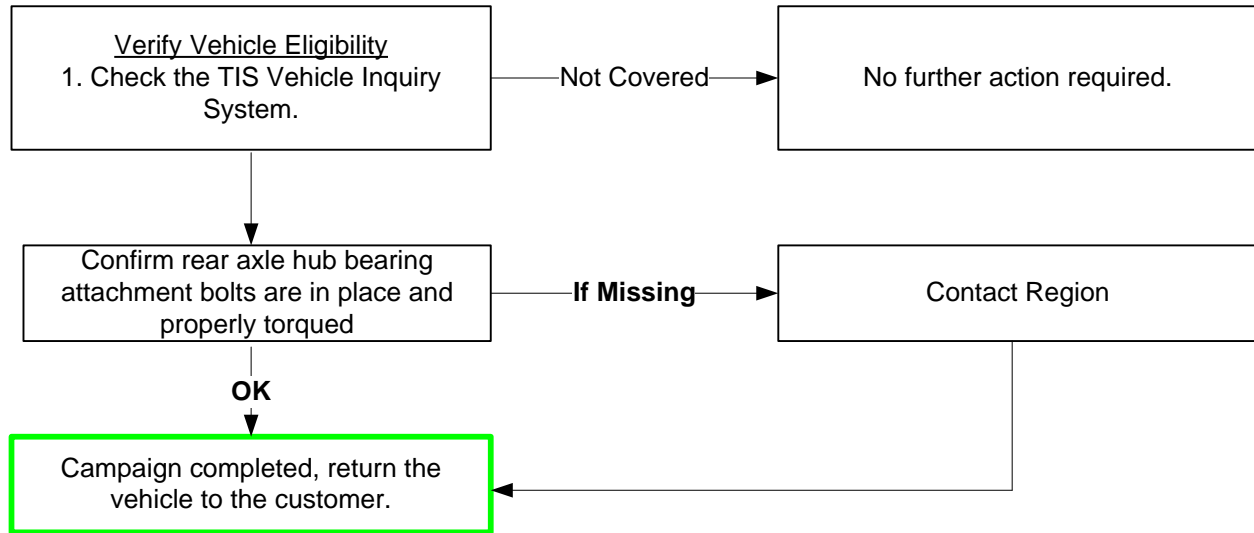 Verify Vehicle Eligibility
1. Check the TIS Vehicle Inquiry
System.
Not Covered
No further action required.
Confirm rear axle hub bearing
attachment bolts are in place and
properly torqued
If Missing
Contact Region
OK
Campaign completed, return the
vehicle to the customer.